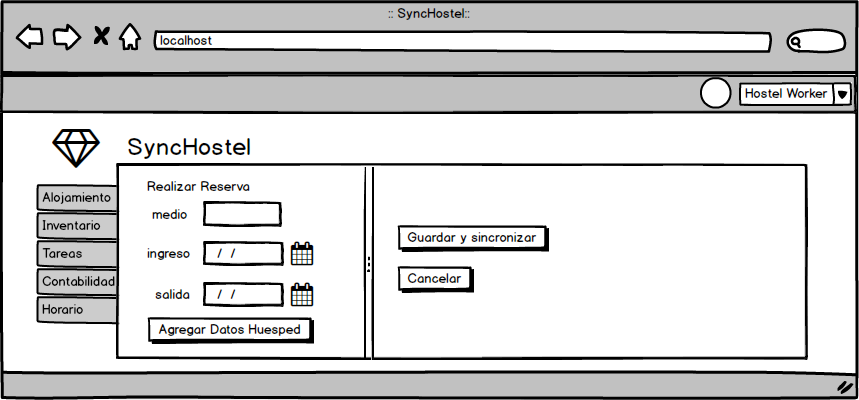 :: SyncHostel::
localhost
Hostel Worker
SyncHostel
Alojamiento
Inventario
Tareas
Contabilidad
Horario
Realizar Reserva
medio
ingreso / /
salida / /
Agregar Datos Huesped
Guardar y sincronizar
Cancelar